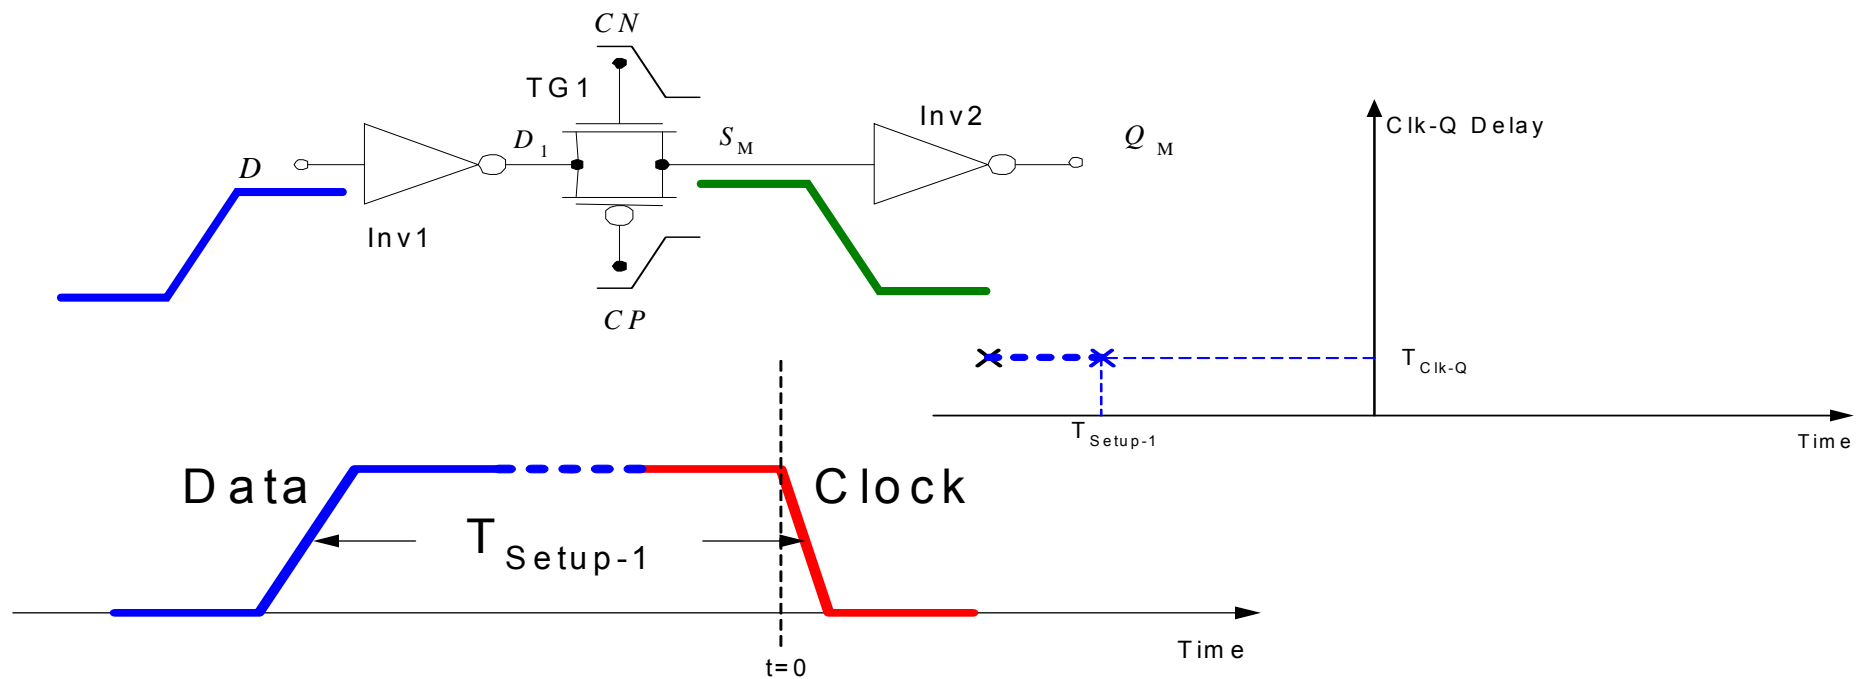 CN
TG1
Inv2
Clk-Q Delay
D
D1
SM
QM
Inv1
CP
TClk-Q
TSetup-1
Time
Data
Clock
TSetup-1
Time
t=0